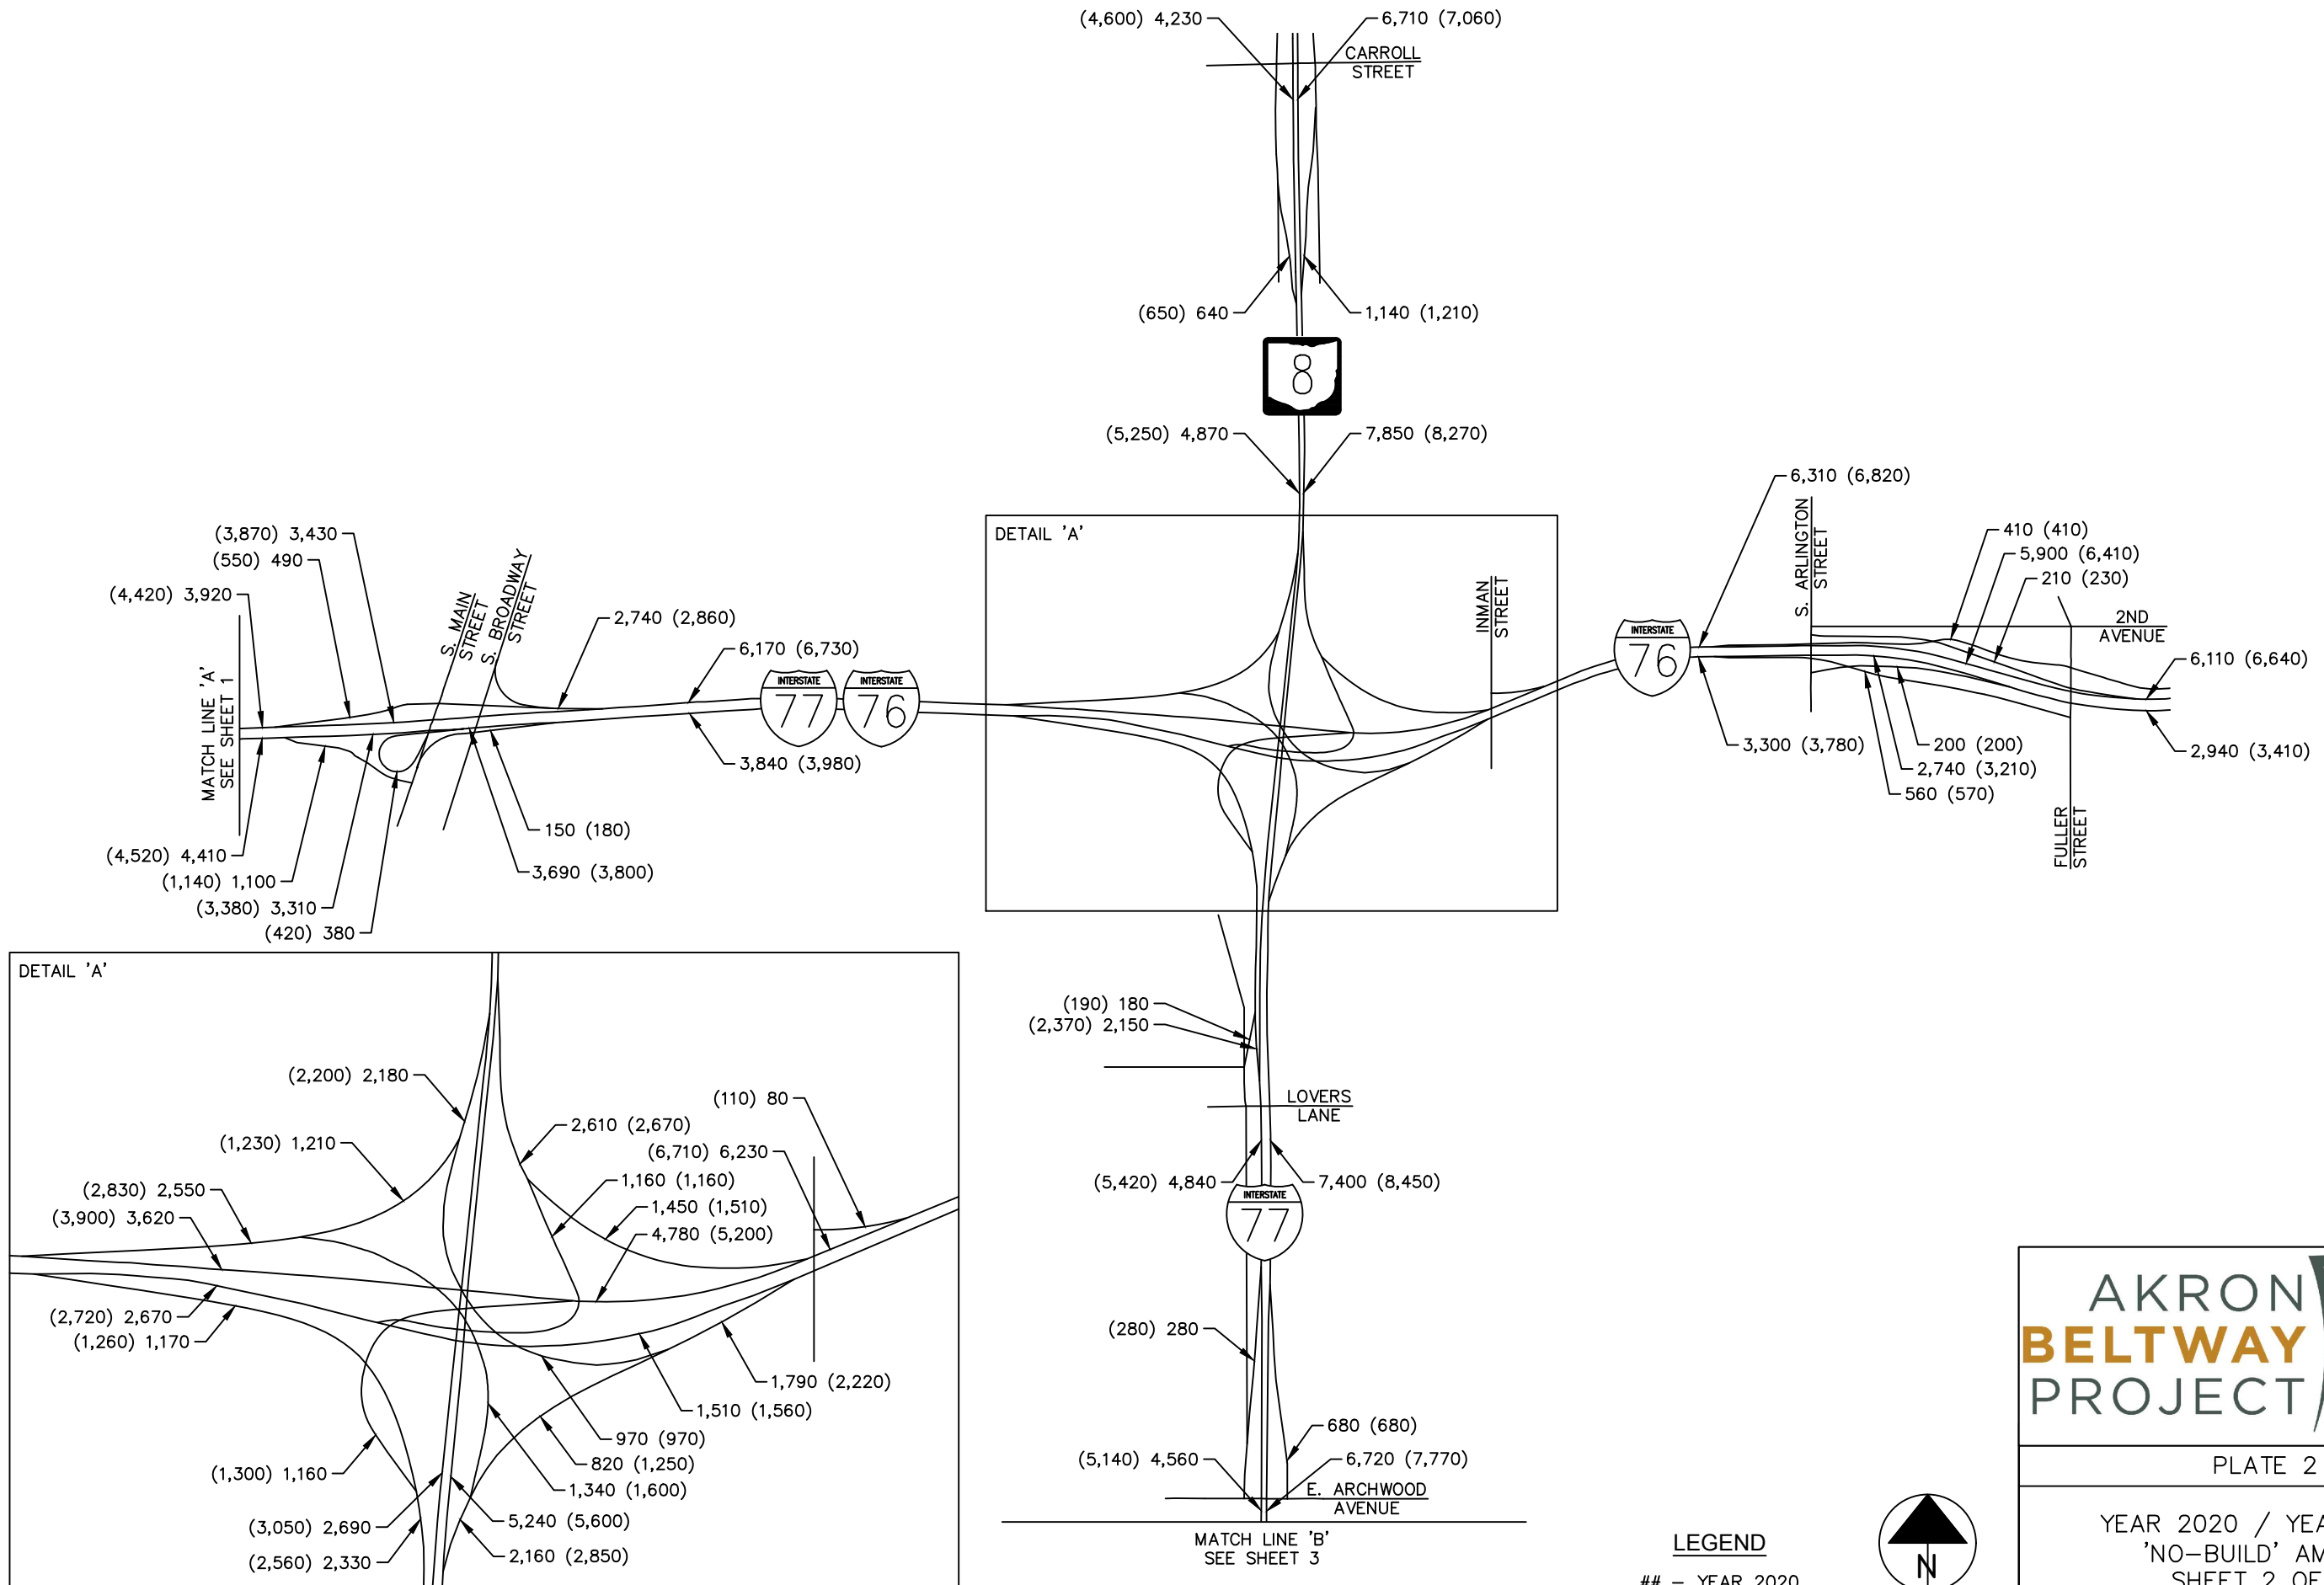 (4,600) 4,230
6,710 (7,060)
CARROLL
STREET
(650) 640
1,140 (1,210)
8
(5,250) 4,870
7,850 (8,270)
6,310 (6,820)
(3,870) 3,430
(550) 490
(4,420) 3,920
S. MAIN
STREET
S. BROADWAY
STREET
2,740 (2,860)
6,170 (6,730)
MATCH LINE 'A'
SEE SHEET 1
INTERSTATE
77
INTERSTATE
76
3,840 (3,980)
150 (180)
3,690 (3,800)
(4,520) 4,410
(1,140) 1,100
(3,380) 3,310
(420) 380
DETAIL 'A'
INMAN
STREET
INTERSTATE
76
S. ARLINGTON
STREET
410 (410)
5,900 (6,410)
210 (230)
2ND
AVENUE
6,110 (6,640)
3,300 (3,780)
200 (200)
2,740 (3,210)
560 (570)
2,940 (3,410)
FULLER
STREET
DETAIL 'A'
(2,200) 2,180
(1,230) 1,210
(2,830) 2,550
(3,900) 3,620
(110) 80
2,610 (2,670)
(6,710) 6,230
1,160 (1,160)
1,450 (1,510)
4,780 (5,200)
(2,720) 2,670
(1,260) 1,170
1,790 (2,220)
1,510 (1,560)
970 (970)
820 (1,250)
1,340 (1,600)
(1,300) 1,160
(3,050) 2,690
5,240 (5,600)
(2,560) 2,330
2,160 (2,850)
(190) 180
(2,370) 2,150
LOVERS
LANE
(5,420) 4,840
7,400 (8,450)
INTERSTATE
77
(280) 280
680 (680)
(5,140) 4,560
6,720 (7,770)
E. ARCHWOOD
AVENUE
MATCH LINE 'B'
SEE SHEET 3
LEGEND
## – YEAR 2020
N
AKRON
BELTWAY
PROJECT
PLATE 2
YEAR 2020 / YEA
'NO–BUILD' AM
SHEET 2 OF